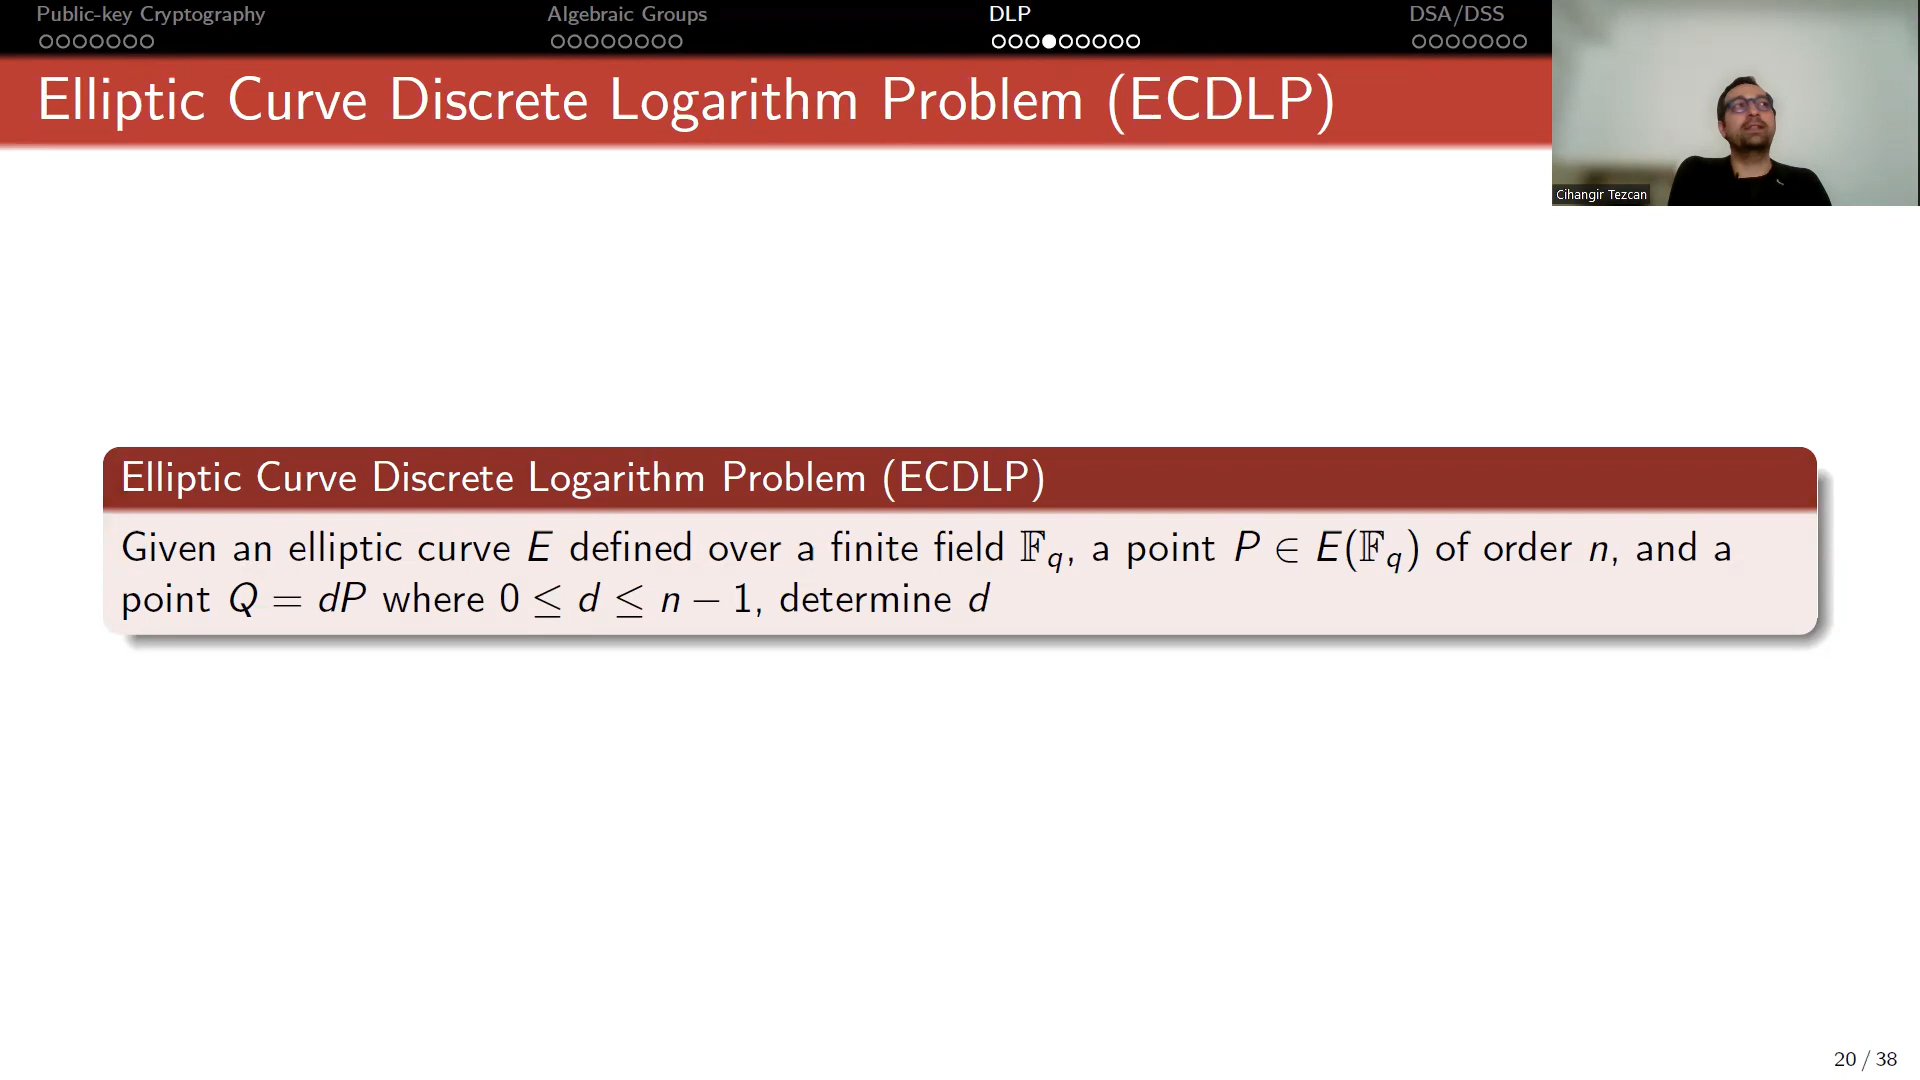 Public-key Cryptography Algebraic Groups DLP DSA/DSS
Elliptic Curve Discrete Logarithm Problem (ECDLP)
Cihangir Tezcan
Elliptic Curve Discrete Logarithm Problem (ECDLP)
Given an elliptic curve E defined over a finite field 𝔽q, a point P ∈ E(𝔽q) of order n, and a
point Q = dP where 0 ≤ d ≤ n − 1, determine d
20 / 38